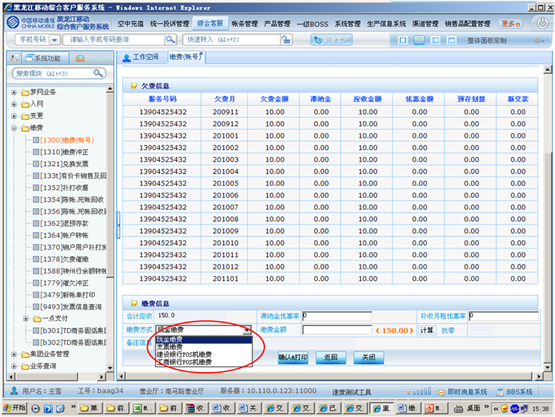 黑龙江移动综合客户服务系统 - Windows Internet Explorer
中国移动通信 CHINA MOBILE 黑龙江移动 综合客户服务系统 空中充值 统一投诉管理 综合客服 帐务管理 产品管理 一级BOSS 系统管理 生产信息系统 渠道管理 销售品配置管理 更多
手机号码 请输入手机号码查询 快速转入 (Alt+2) 整体面板定制
系统功能 工作空间 缴费(帐号)
搜索模块 (Alt+3)
梦网业务
入网
变更
缴费
[1300]缴费(帐号)
[1310]缴费冲正
[1321]兑换发票
[133t]有价卡销售及回
[1352]补打收据
[1354]陈帐、死帐回收
[1362]退预存款
[1364]帐户转帐
[1370]销户用户补打发
[1378]欠费催缴
[1588]神州行余额转帐
[1779]催欠冲正
[3479]新帐单打印
[9493]发票信息查询
一点支付
[b301]TD商务固话集团
[b302]TD商务固话集团
集团业务管理
欠费信息
服务号码 欠费月 欠费金额 滞纳金 应收金额 优惠金额 预存划拨 新交款
13904525432 200911 10.00 0.00 10.00 0.00 0.00 0.00
13904525432 200912 10.00 0.00 10.00 0.00 0.00 0.00
13904525432 201001 10.00 0.00 10.00 0.00 0.00 0.00
13904525432 201002 10.00 0.00 10.00 0.00 0.00 0.00
13904525432 201003 10.00 0.00 10.00 0.00 0.00 0.00
13904525432 201004 10.00 0.00 10.00 0.00 0.00 0.00
13904525432 201005 10.00 0.00 10.00 0.00 0.00 0.00
13904525432 201006 10.00 0.00 10.00 0.00 0.00 0.00
13904525432 201007 10.00 0.00 10.00 0.00 0.00 0.00
13904525432 201008 10.00 0.00 10.00 0.00 0.00 0.00
13904525432 201009 10.00 0.00 10.00 0.00 0.00 0.00
13904525432 201010 10.00 0.00 10.00 0.00 0.00 0.00
13904525432 201011 10.00 0.00 10.00 0.00 0.00 0.00
13904525432 201012 10.00 0.00 10.00 0.00 0.00 0.00
13904525432 201101 10.00 0.00 10.00 0.00 0.00 0.00
缴费信息
合计应收 150.0 滞纳金优惠率 0 补收月租优惠率 0
缴费方式 现金缴费 缴费金额 (150.00) 计算 找零
备注信息
现金缴费
支票缴费
建设银行POS机缴费
工商银行POS机缴费
确认&打印 返回 关闭
用户名：王雪 工号：baag34 营业厅：南马路营业厅 服务器：10.110.0.123:11000 速度测试工具 即时消息系统 BBS系统
开始 桌面 15:38